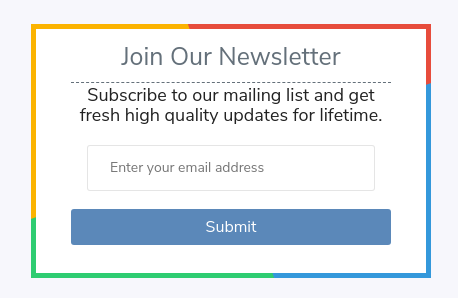 Join Our Newsletter
Subscribe to our mailing list and get
fresh high quality updates for lifetime.
Enter your email address
Submit